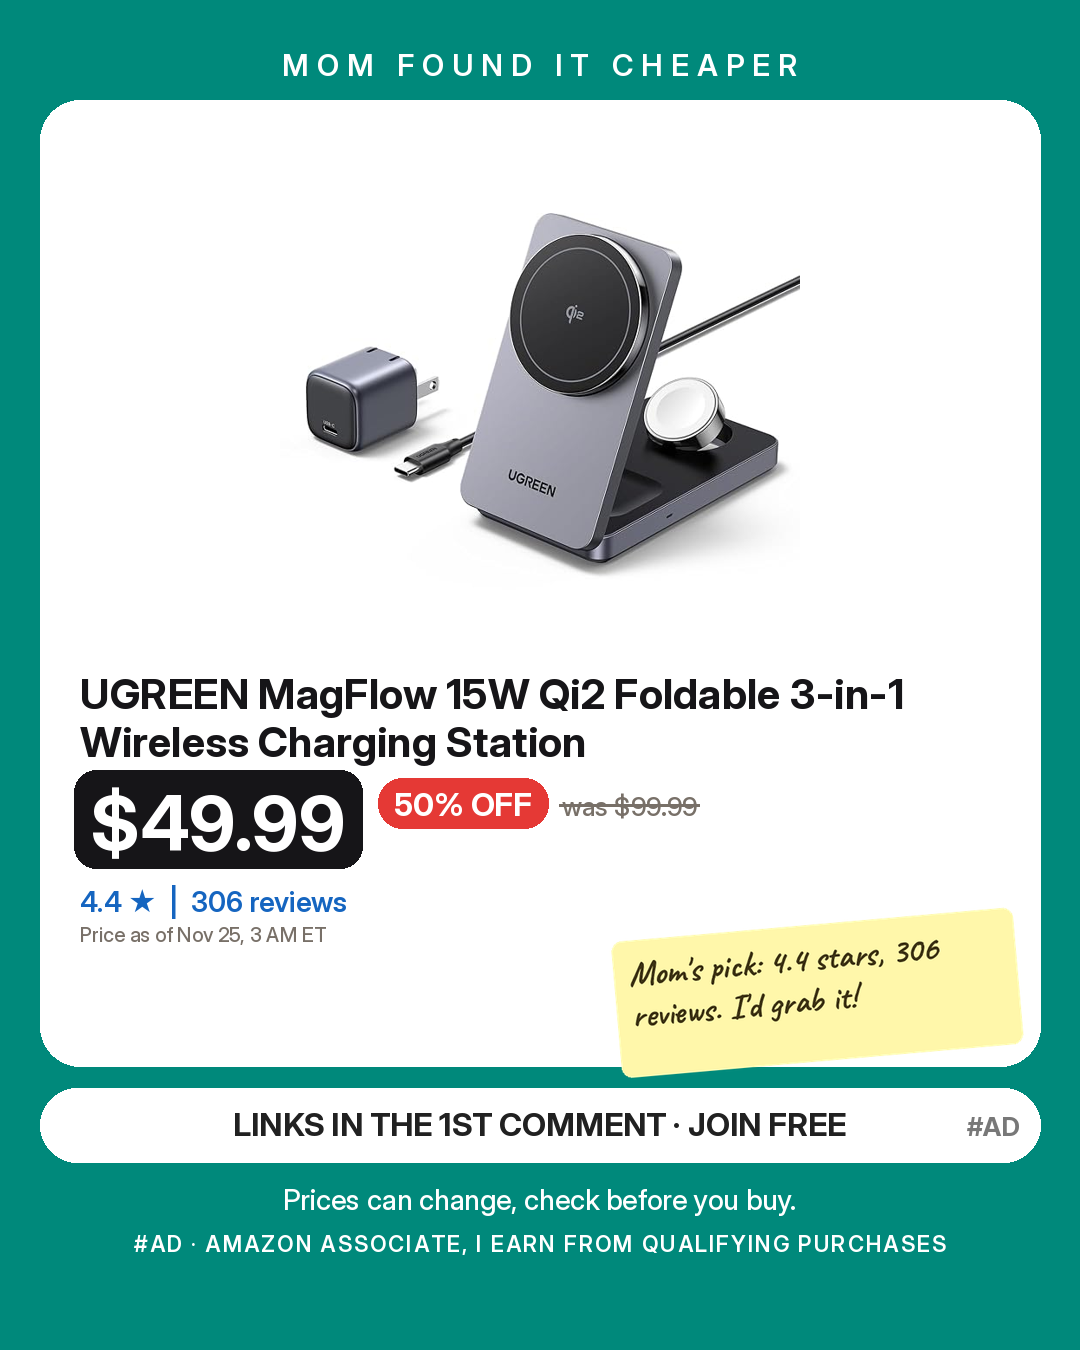 MOM FOUND IT CHEAPER
Qi2
USB-C
UGREEN
UGREEN MagFlow 15W Qi2 Foldable 3-in-1
Wireless Charging Station
$49.99
50% OFF
was $99.99
4.4 ★ | 306 reviews
Price as of Nov 25, 3 AM ET
Mom's pick: 4.4 stars, 306
reviews. I'd grab it!
LINKS IN THE 1ST COMMENT · JOIN FREE
#AD
Prices can change, check before you buy.
#AD · AMAZON ASSOCIATE, I EARN FROM QUALIFYING PURCHASES